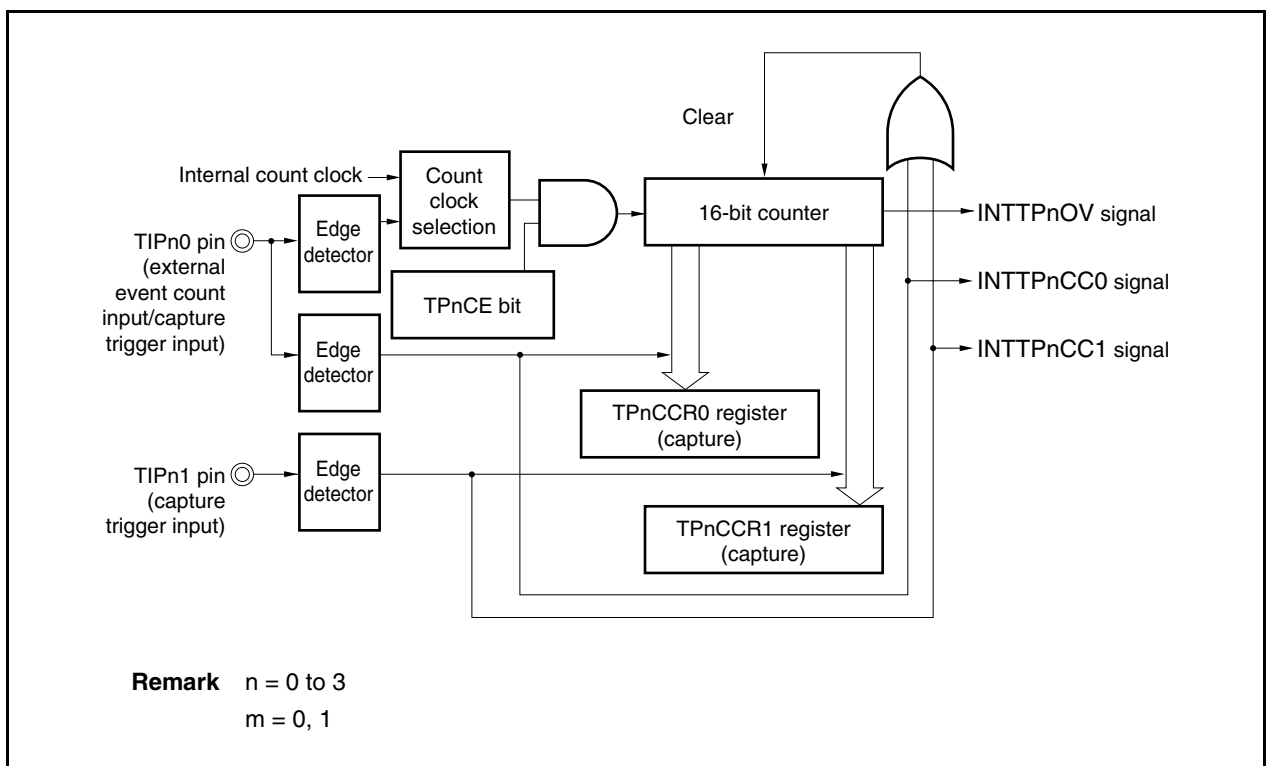 Clear
Internal count clock
Count
clock
selection
Edge
detector
16-bit counter
INTTPnOV signal
TIPn0 pin
(external
event count
input/capture
trigger input)
TPnCE bit
INTTPnCC0 signal
Edge
detector
INTTPnCC1 signal
TPnCCR0 register
(capture)
TIPn1 pin
(capture
trigger input)
Edge
detector
TPnCCR1 register
(capture)
Remark n = 0 to 3
m = 0, 1